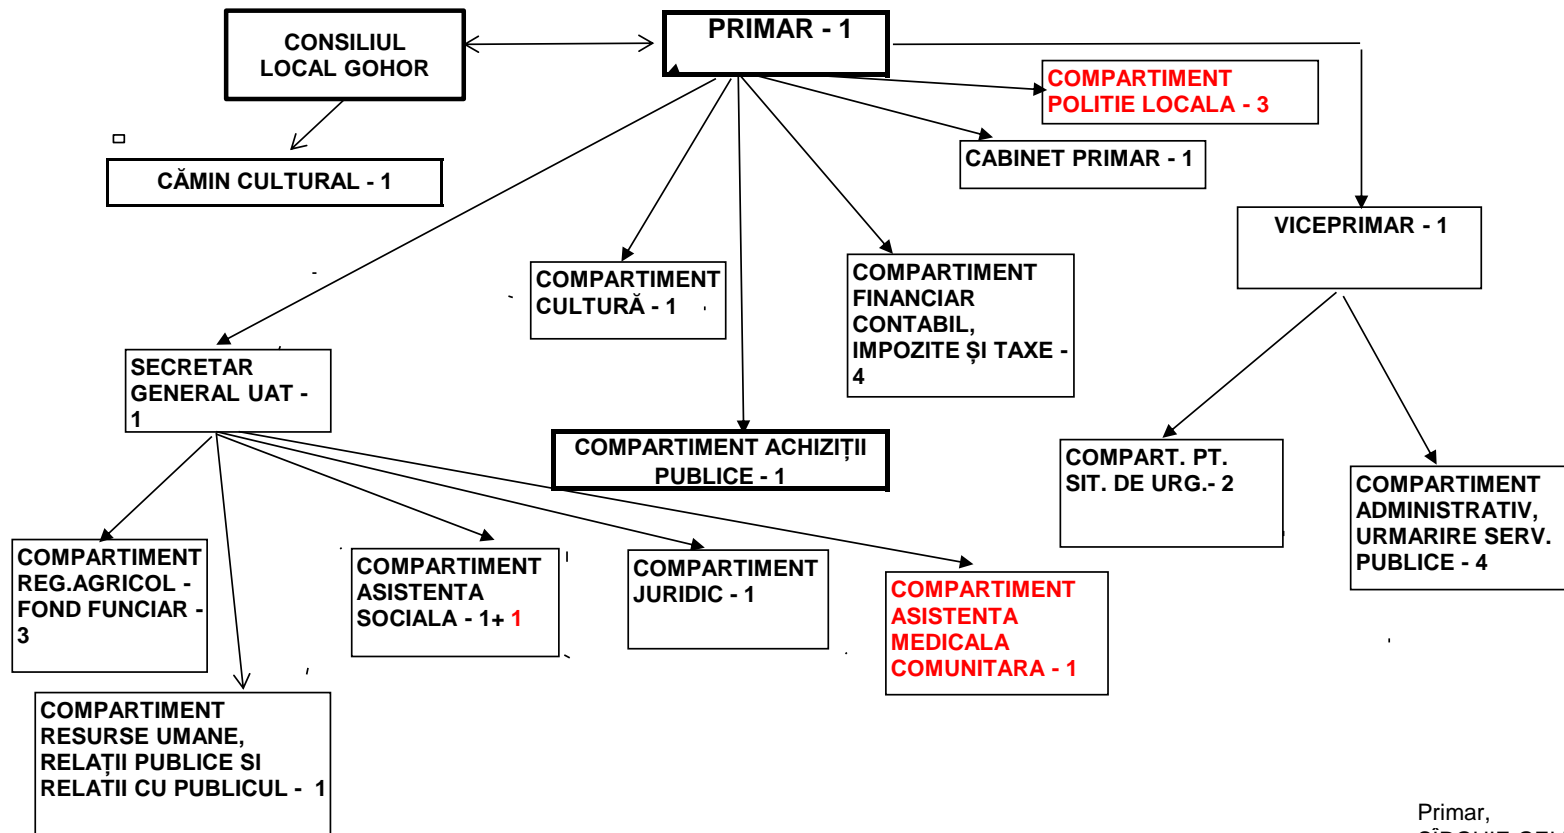 CONSILIUL
LOCAL GOHOR
PRIMAR - 1
COMPARTIMENT
POLITIE LOCALA - 3
CABINET PRIMAR - 1
CĂMIN CULTURAL - 1
VICEPRIMAR - 1
COMPARTIMENT
CULTURĂ - 1
COMPARTIMENT
FINANCIAR
CONTABIL,
IMPOZITE ȘI TAXE -
4
SECRETAR
GENERAL UAT -
1
COMPARTIMENT ACHIZIȚII
PUBLICE - 1
COMPART. PT.
SIT. DE URG.- 2
COMPARTIMENT
ADMINISTRATIV,
URMARIRE SERV.
PUBLICE - 4
COMPARTIMENT
REG.AGRICOL -
FOND FUNCIAR -
3
COMPARTIMENT
ASISTENTA
SOCIALA - 1+ 1
COMPARTIMENT
JURIDIC - 1
COMPARTIMENT
ASISTENTA
MEDICALA
COMUNITARA - 1
COMPARTIMENT
RESURSE UMANE,
RELAȚII PUBLICE SI
RELATII CU PUBLICUL - 1
Primar,